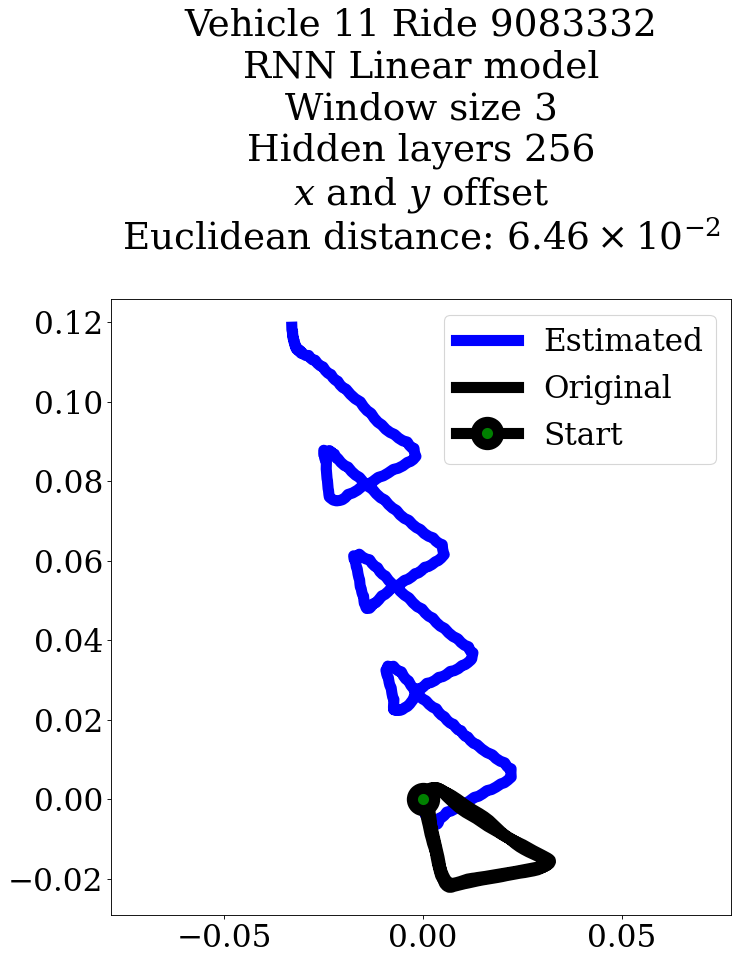 Vehicle 11 Ride 9083332
RNN Linear model
Window size 3
Hidden layers 256
x and y offset
Euclidean distance: 6.46 × 10⁻²
Estimated
Original
Start
0.12
0.10
0.08
0.06
0.04
0.02
0.00
−0.02
−0.05 0.00 0.05